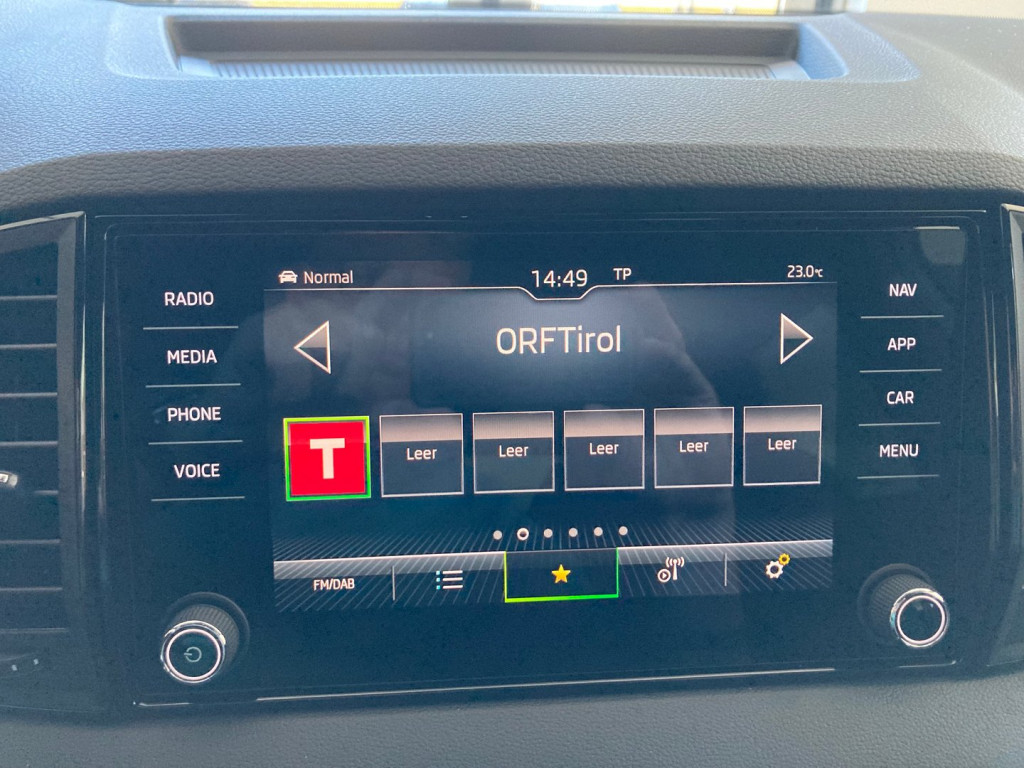 Normal 14:49 TP 23.0°C
RADIO
MEDIA
PHONE
VOICE
ORFTirol
T Leer Leer Leer Leer Leer
FM/DAB
NAV
APP
CAR
MENU